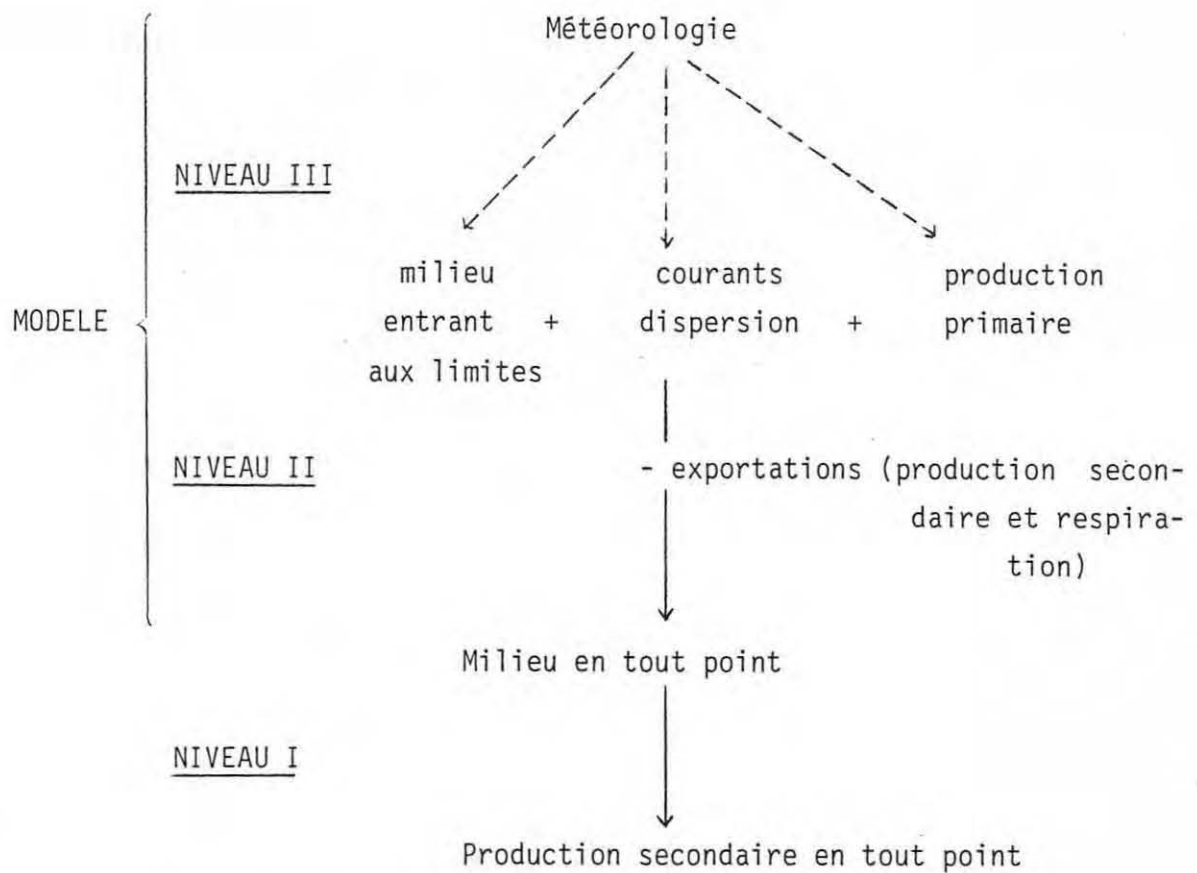 Météorologie
NIVEAU III
milieu courants production
MODELE entrant + dispersion + primaire
aux limites
NIVEAU II - exportations (production secon-
daire et respira-
tion)
Milieu en tout point
NIVEAU I
Production secondaire en tout point